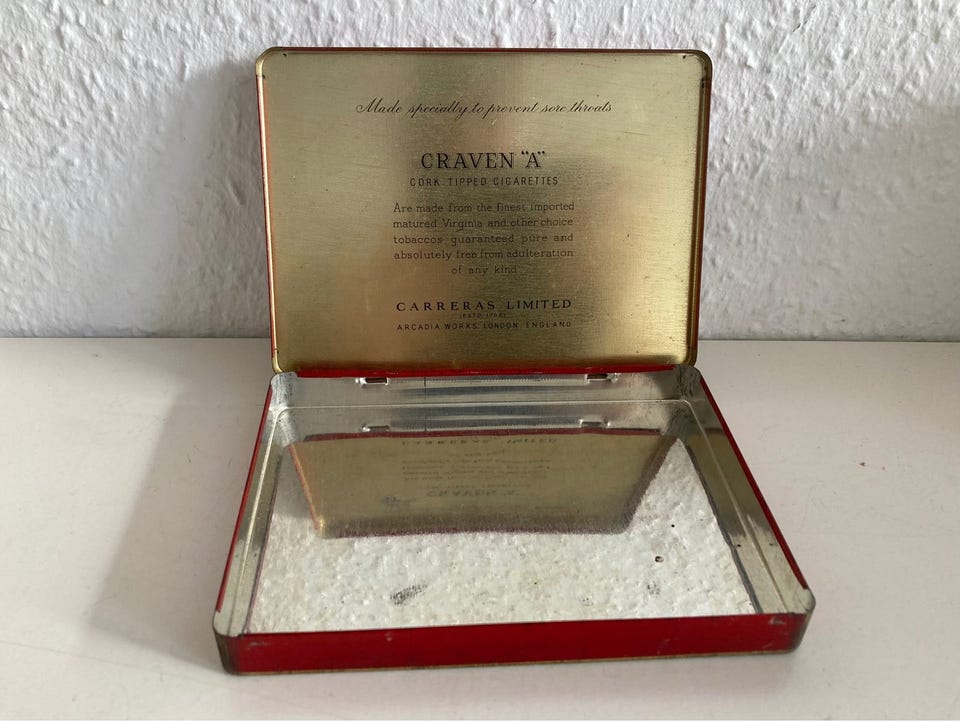 Made specially to prevent sore throats
CRAVEN "A"
CORK TIPPED CIGARETTES
Are made from the finest imported
matured Virginia and other choice
tobaccos guaranteed pure and
absolutely free from adulteration
of any kind
CARRERAS LIMITED
(ESTD. 1788)
ARCADIA WORKS, LONDON, ENGLAND